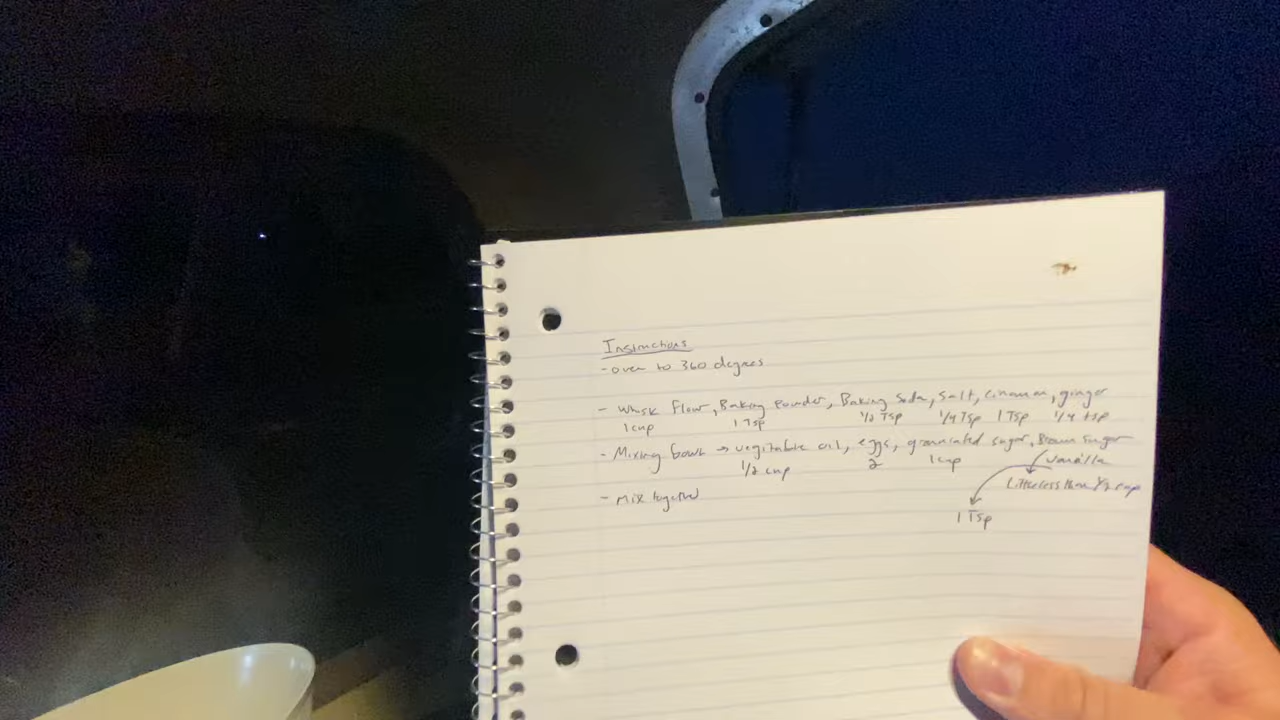 Instructions
- oven to 360 degrees
- Whisk Flour, Baking Powder, Baking Soda, Salt, Cinnamon, ginger
1 cup 1 Tsp 1/2 Tsp 1/4 Tsp 1 Tsp 1/4 tsp
- Mixing bowl → vegitable oil, eggs, granulated sugar, Brown Sugar
1/2 cup 2 1 cup vanilla
Little less than 1/2 cup
- Mix together
1 Tsp